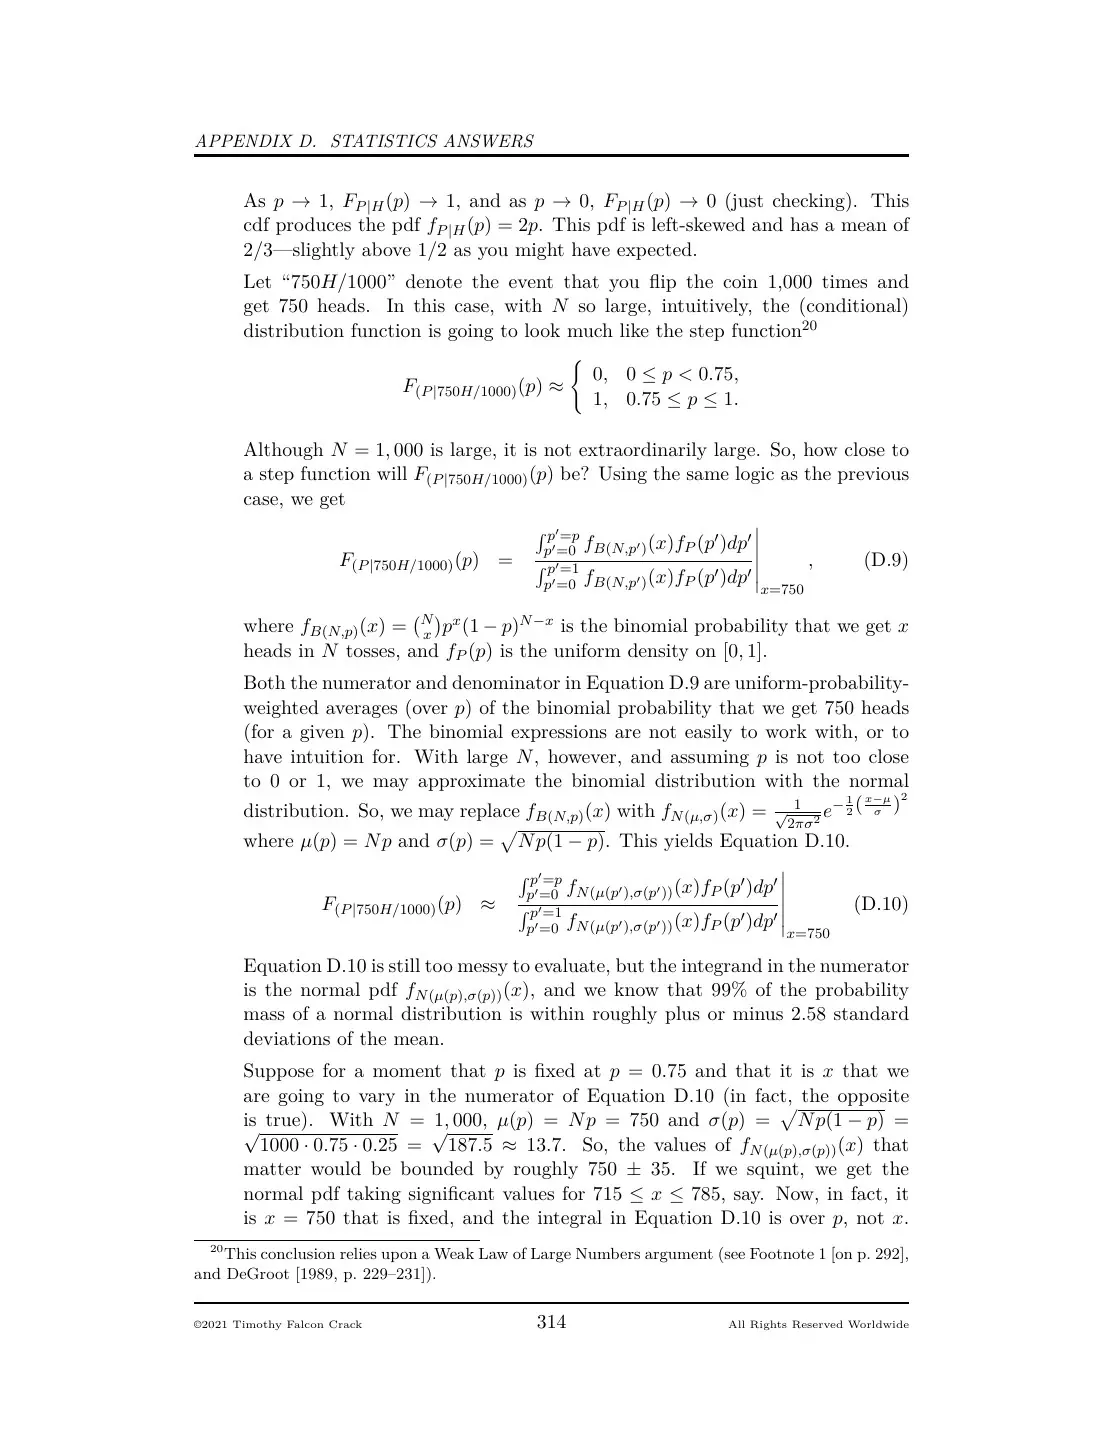 APPENDIX D. STATISTICS ANSWERS
As p → 1, F_{P|H}(p) → 1, and as p → 0, F_{P|H}(p) → 0 (just checking). This
cdf produces the pdf f_{P|H}(p) = 2p. This pdf is left-skewed and has a mean of
2/3—slightly above 1/2 as you might have expected.
Let “750H/1000” denote the event that you flip the coin 1,000 times and
get 750 heads. In this case, with N so large, intuitively, the (conditional)
distribution function is going to look much like the step function²⁰
F_{(P|750H/1000)}(p) ≈ { 0, 0 ≤ p < 0.75,
1, 0.75 ≤ p ≤ 1.
Although N = 1,000 is large, it is not extraordinarily large. So, how close to
a step function will F_{(P|750H/1000)}(p) be? Using the same logic as the previous
case, we get
F_{(P|750H/1000)}(p) = \frac{∫_{p′=0}^{p′=p} f_{B(N,p′)}(x)f_P(p′)dp′}{∫_{p′=0}^{p′=1} f_{B(N,p′)}(x)f_P(p′)dp′} |_{x=750} , (D.9)
where f_{B(N,p)}(x) = \binom{N}{x}p^x(1 − p)^{N−x} is the binomial probability that we get x
heads in N tosses, and f_P(p) is the uniform density on [0, 1].
Both the numerator and denominator in Equation D.9 are uniform-probability-
weighted averages (over p) of the binomial probability that we get 750 heads
(for a given p). The binomial expressions are not easily to work with, or to
have intuition for. With large N, however, and assuming p is not too close
to 0 or 1, we may approximate the binomial distribution with the normal
distribution. So, we may replace f_{B(N,p)}(x) with f_{N(μ,σ)}(x) = \frac{1}{\sqrt{2πσ²}}e^{−\frac{1}{2}(\frac{x−μ}{σ})²}
where μ(p) = Np and σ(p) = √(Np(1 − p)). This yields Equation D.10.
F_{(P|750H/1000)}(p) ≈ \frac{∫_{p′=0}^{p′=p} f_{N(μ(p′),σ(p′))}(x)f_P(p′)dp′}{∫_{p′=0}^{p′=1} f_{N(μ(p′),σ(p′))}(x)f_P(p′)dp′} |_{x=750} (D.10)
Equation D.10 is still too messy to evaluate, but the integrand in the numerator
is the normal pdf f_{N(μ(p),σ(p))}(x), and we know that 99% of the probability
mass of a normal distribution is within roughly plus or minus 2.58 standard
deviations of the mean.
Suppose for a moment that p is fixed at p = 0.75 and that it is x that we
are going to vary in the numerator of Equation D.10 (in fact, the opposite
is true). With N = 1,000, μ(p) = Np = 750 and σ(p) = √(Np(1 − p)) =
√(1000 · 0.75 · 0.25) = √187.5 ≈ 13.7. So, the values of f_{N(μ(p),σ(p))}(x) that
matter would be bounded by roughly 750 ± 35. If we squint, we get the
normal pdf taking significant values for 715 ≤ x ≤ 785, say. Now, in fact, it
is x = 750 that is fixed, and the integral in Equation D.10 is over p, not x.
²⁰This conclusion relies upon a Weak Law of Large Numbers argument (see Footnote 1 [on p. 292],
and DeGroot [1989, p. 229–231]).
©2021 Timothy Falcon Crack 314 All Rights Reserved Worldwide